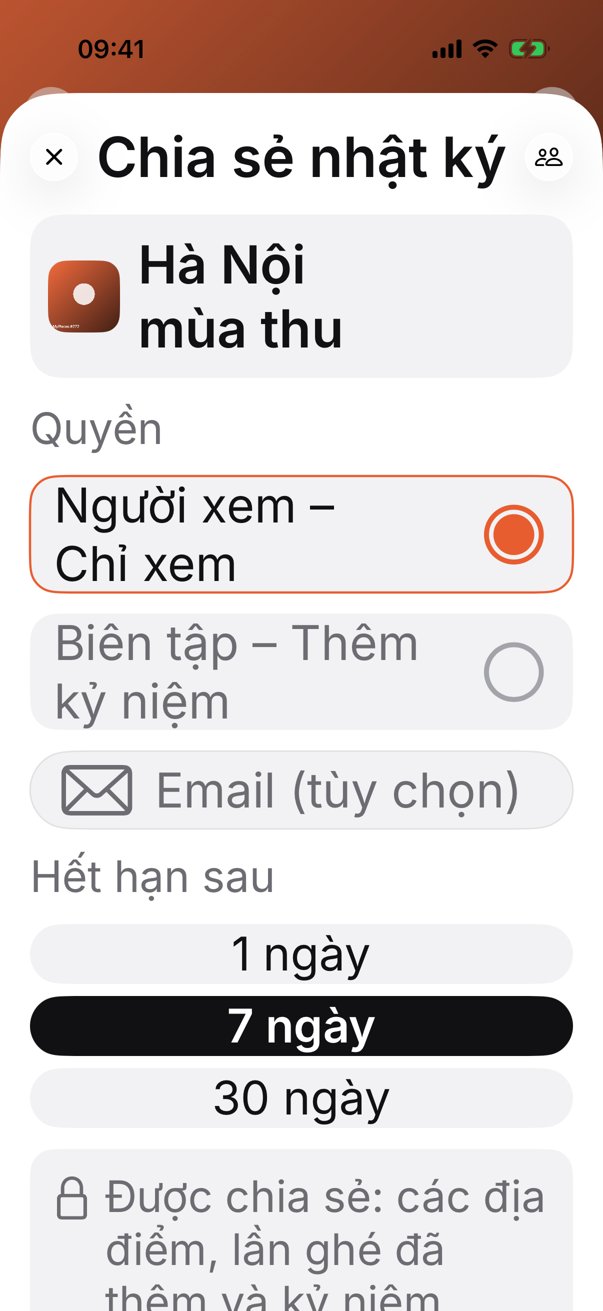 09:41
Chia sẻ nhật ký
Hà Nội
mùa thu
Quyền
Người xem –
Chỉ xem
Biên tập – Thêm
kỷ niệm
Email (tùy chọn)
Hết hạn sau
1 ngày
7 ngày
30 ngày
Được chia sẻ: các địa
điểm, lần ghé đã
thêm và kỷ niệm